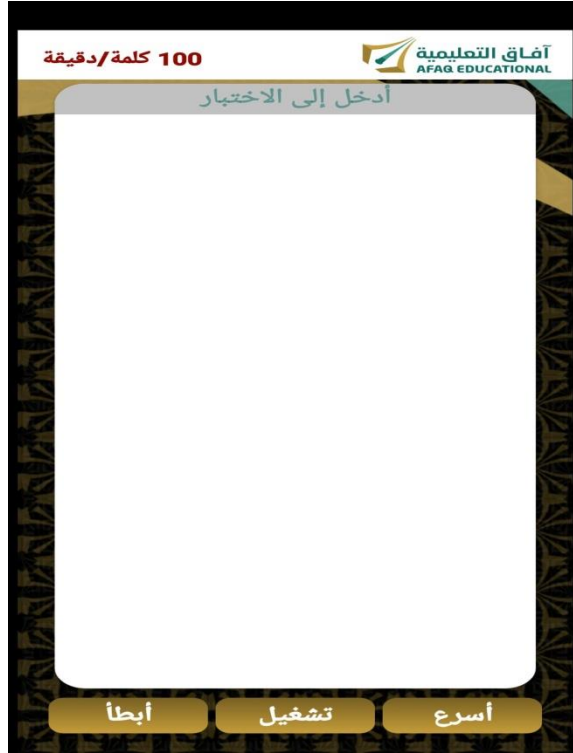 آفاق التعليمية
AFAQ EDUCATIONAL
100 كلمة/دقيقة
أدخل إلى الاختبار
أسرع
تشغيل
أبطأ